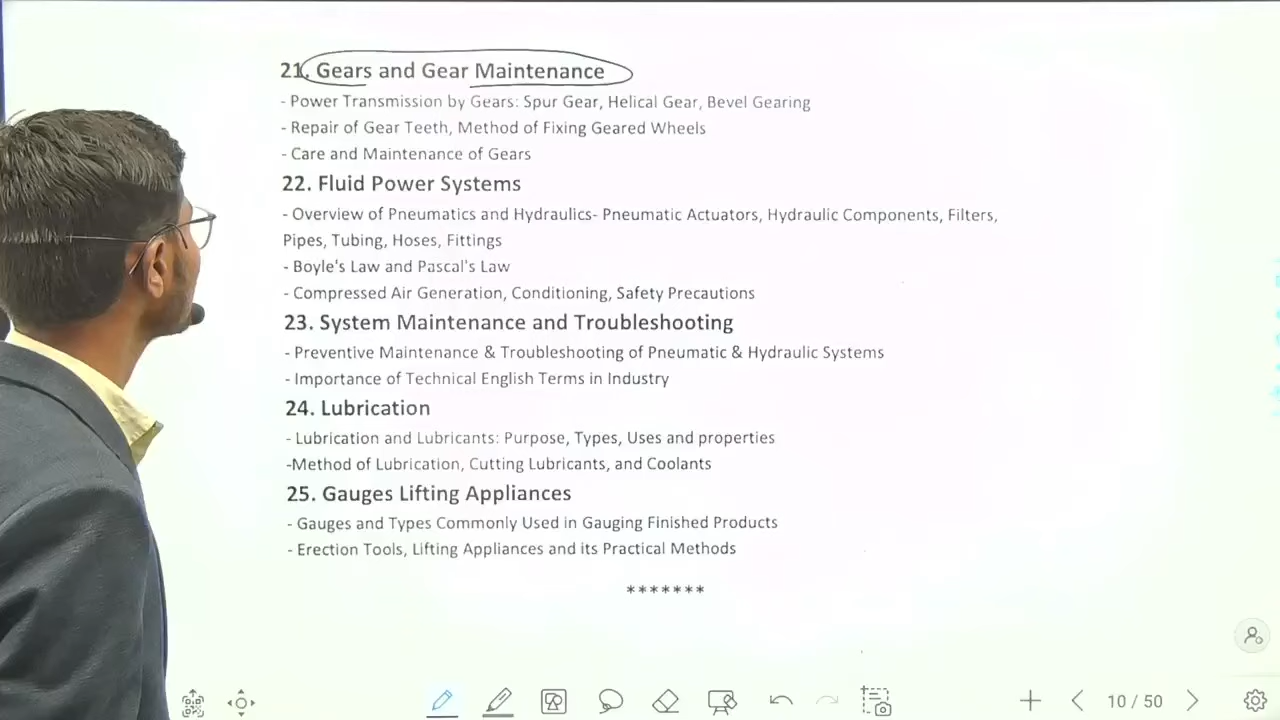 21. Gears and Gear Maintenance
- Power Transmission by Gears: Spur Gear, Helical Gear, Bevel Gearing
- Repair of Gear Teeth, Method of Fixing Geared Wheels
- Care and Maintenance of Gears
22. Fluid Power Systems
- Overview of Pneumatics and Hydraulics- Pneumatic Actuators, Hydraulic Components, Filters,
Pipes, Tubing, Hoses, Fittings
- Boyle's Law and Pascal's Law
- Compressed Air Generation, Conditioning, Safety Precautions
23. System Maintenance and Troubleshooting
- Preventive Maintenance & Troubleshooting of Pneumatic & Hydraulic Systems
- Importance of Technical English Terms in Industry
24. Lubrication
- Lubrication and Lubricants: Purpose, Types, Uses and properties
-Method of Lubrication, Cutting Lubricants, and Coolants
25. Gauges Lifting Appliances
- Gauges and Types Commonly Used in Gauging Finished Products
- Erection Tools, Lifting Appliances and its Practical Methods
*******
10 / 50